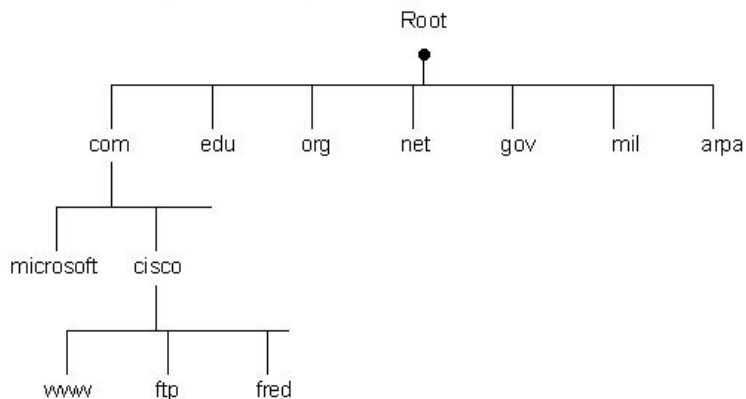 Root
com edu org net gov mil arpa
microsoft cisco
www ftp fred